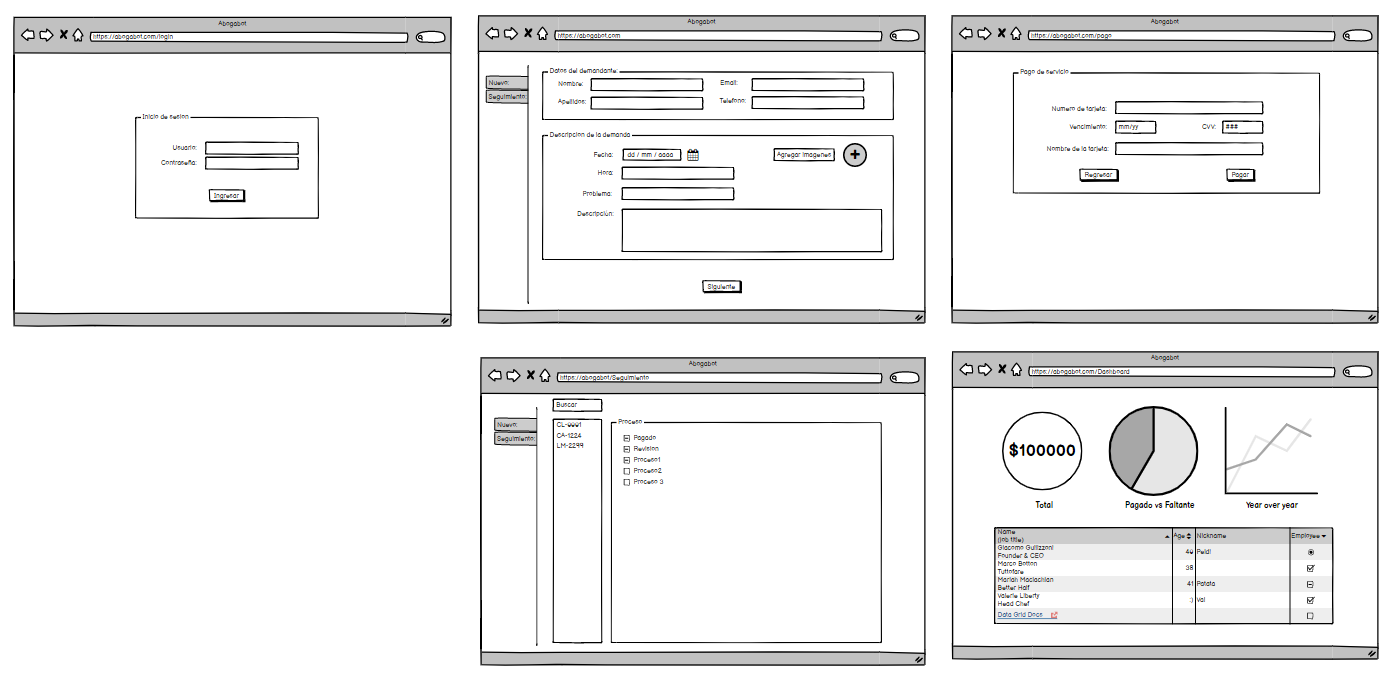 Abogabot
https://abogabot.com/login
Inicio de sesion
Usuario:
Contraseña:
Ingresar
Abogabot
https://abogabot.com
Nuevo:
Seguimiento:
Datos del demandante:
Nombre:
Email:
Apellidos:
Telefono:
Descripcion de la demanda
Fecha:
dd / mm / aaaa
Agregar imagenes
Hora:
Problema:
Descripción:
Siguiente
Abogabot
https://abogabot.com/pago
Pago de servicio
Numero de tarjeta:
Vencimiento:
mm/yy
CVV:
###
Nombre de la tarjeta:
Regresar
Pagar
Abogabot
https://abogabot/Seguimiento
Nuevo:
Seguimiento:
Buscar
CL-9991
CA-1224
LM-2299
Proceso
Pagado
Revision
Proceso1
Proceso2
Proceso 3
Abogabot
https://abogabot.com/Dashboard
$100000
Total
Pagado vs Faltante
Year over year
Name
(job title)
Age
Nickname
Employee
Giacomo Guilizzoni
Founder & CEO
40
Peldi
Marco Botton
Tuttofare
38
Mariah Maclachlan
Better Half
41
Patata
Valerie Liberty
Head Chef
3
Val
Data Grid Docs